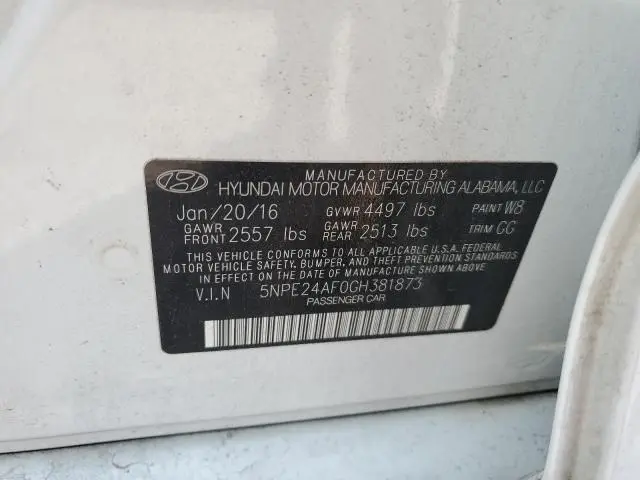 MANUFACTURED BY
HYUNDAI MOTOR MANUFACTURING ALABAMA, LLC
Jan/20/16 GVWR 4497 lbs PAINT W8
GAWR FRONT 2557 lbs GAWR REAR 2513 lbs TRIM GG
THIS VEHICLE CONFORMS TO ALL APPLICABLE U.S.A. FEDERAL
MOTOR VEHICLE SAFETY, BUMPER, AND THEFT PREVENTION STANDARDS
IN EFFECT ON THE DATE OF MANUFACTURE SHOWN ABOVE.
V.I.N 5NPE24AF0GH381873
PASSENGER CAR